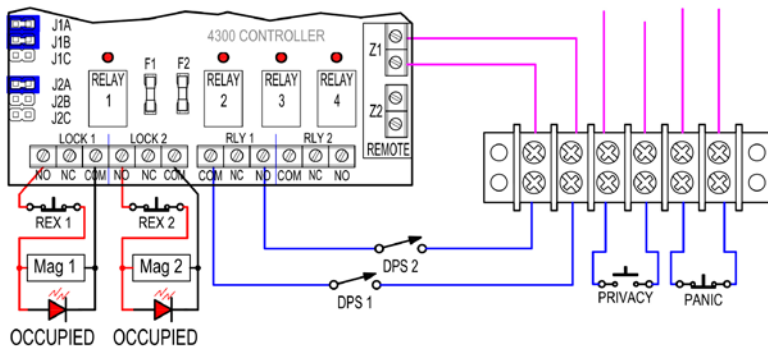 J1A
J1B
J1C
J2A
J2B
J2C
4300 CONTROLLER
F1 F2
RELAY 1
RELAY 2
RELAY 3
RELAY 4
Z1
Z2
REMOTE
LOCK 1 LOCK 2 RLY 1 RLY 2
NO NC COM NO NC COM COM NC NO COM NC NO
REX 1 REX 2
Mag 1 Mag 2
OCCUPIED OCCUPIED
DPS 2
DPS 1
PRIVACY PANIC